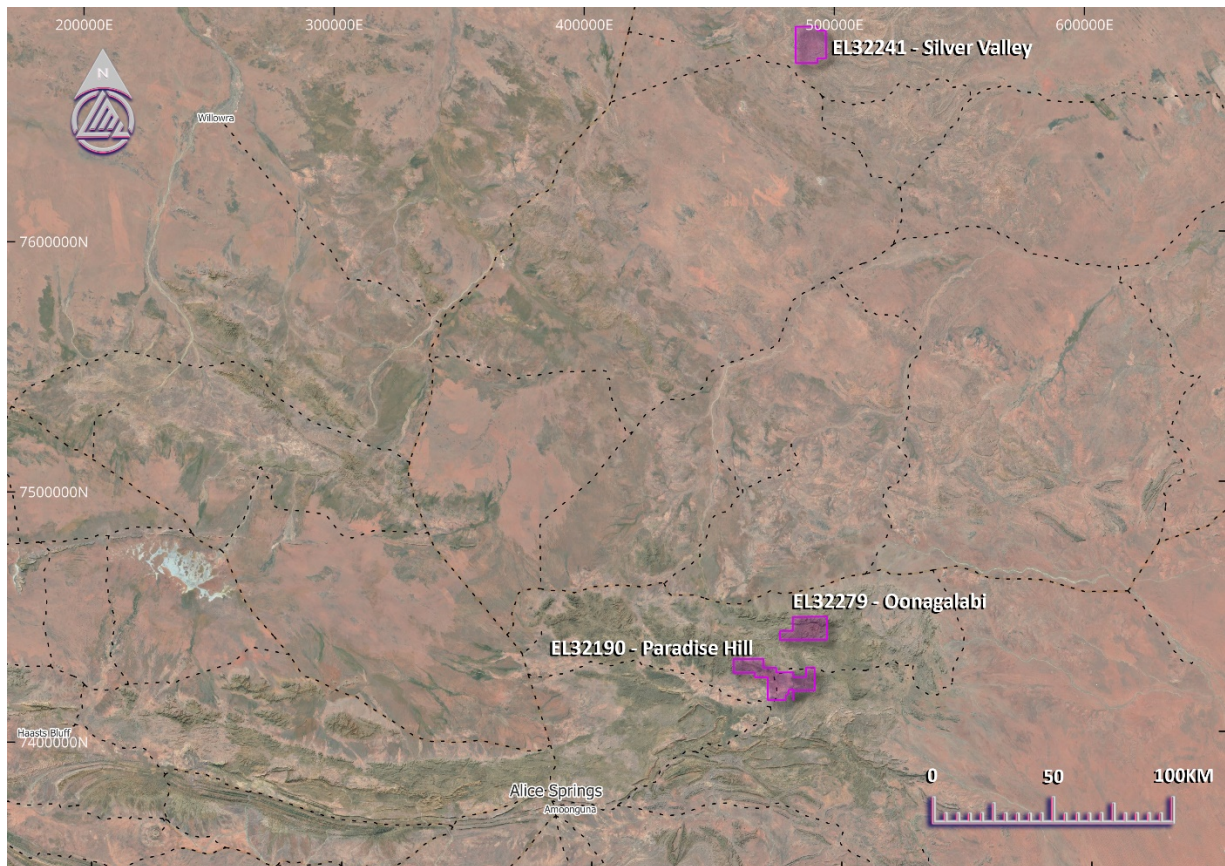 200000E
300000E
400000E
500000E
600000E
EL32241 - Silver Valley
N
Willowra
7600000N
7500000N
EL32279 - Oonagalabi
EL32190 - Paradise Hill
Haasts Bluff
7400000N
0
50
100KM
Alice Springs
Amoonguna